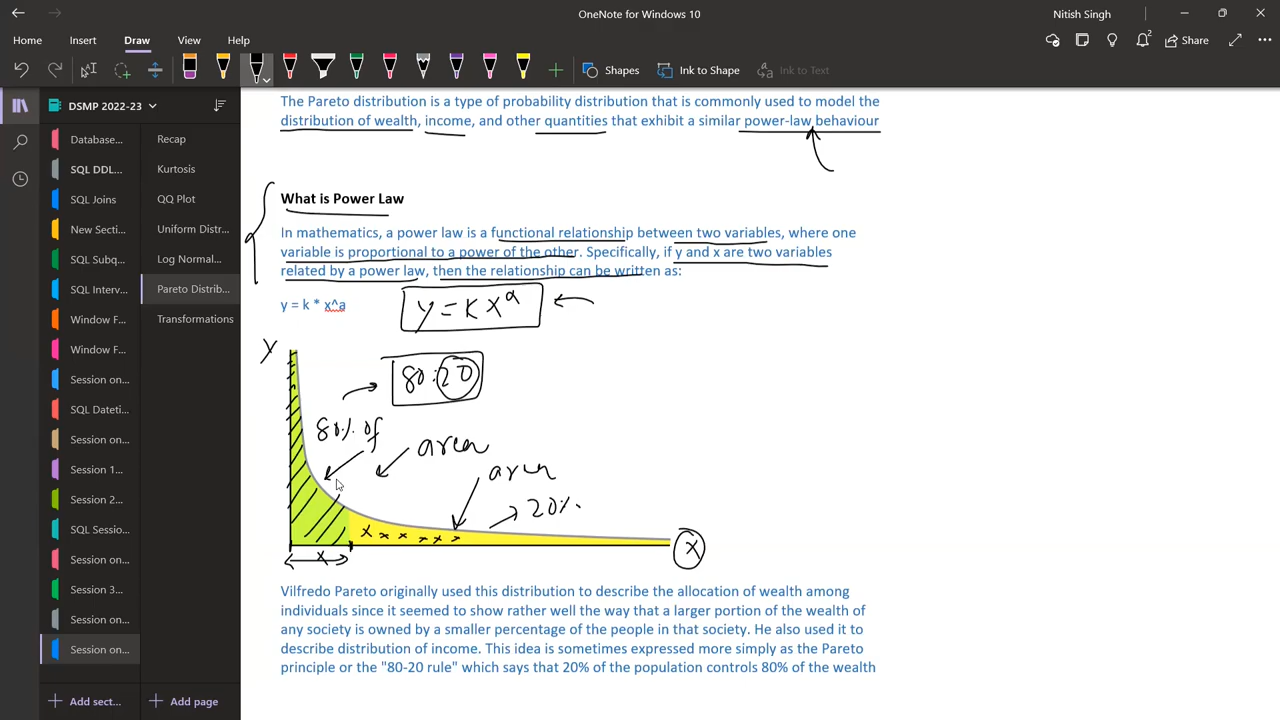 OneNote for Windows 10
Nitish Singh
Home
Insert
Draw
View
Help
Share
Shapes
Ink to Shape
Ink to Text
DSMP 2022-23
Database...
SQL DDL...
SQL Joins
New Secti...
SQL Subq...
SQL Interv...
Window F...
Window F...
Session on...
SQL Dateti...
Session on...
Session 1...
Session 2...
SQL Sessio...
Session on...
Session 3...
Session on...
Session on...
Add sect...
Recap
Kurtosis
QQ Plot
Uniform Distr...
Log Normal...
Pareto Distrib...
Transformations
Add page
The Pareto distribution is a type of probability distribution that is commonly used to model the
distribution of wealth, income, and other quantities that exhibit a similar power-law behaviour
What is Power Law
In mathematics, a power law is a functional relationship between two variables, where one
variable is proportional to a power of the other. Specifically, if y and x are two variables
related by a power law, then the relationship can be written as:
y = k * x^a
y = k x^a
Y
80:20
80% of
area
area
20%
x
x
x
Vilfredo Pareto originally used this distribution to describe the allocation of wealth among
individuals since it seemed to show rather well the way that a larger portion of the wealth of
any society is owned by a smaller percentage of the people in that society. He also used it to
describe distribution of income. This idea is sometimes expressed more simply as the Pareto
principle or the "80-20 rule" which says that 20% of the population controls 80% of the wealth